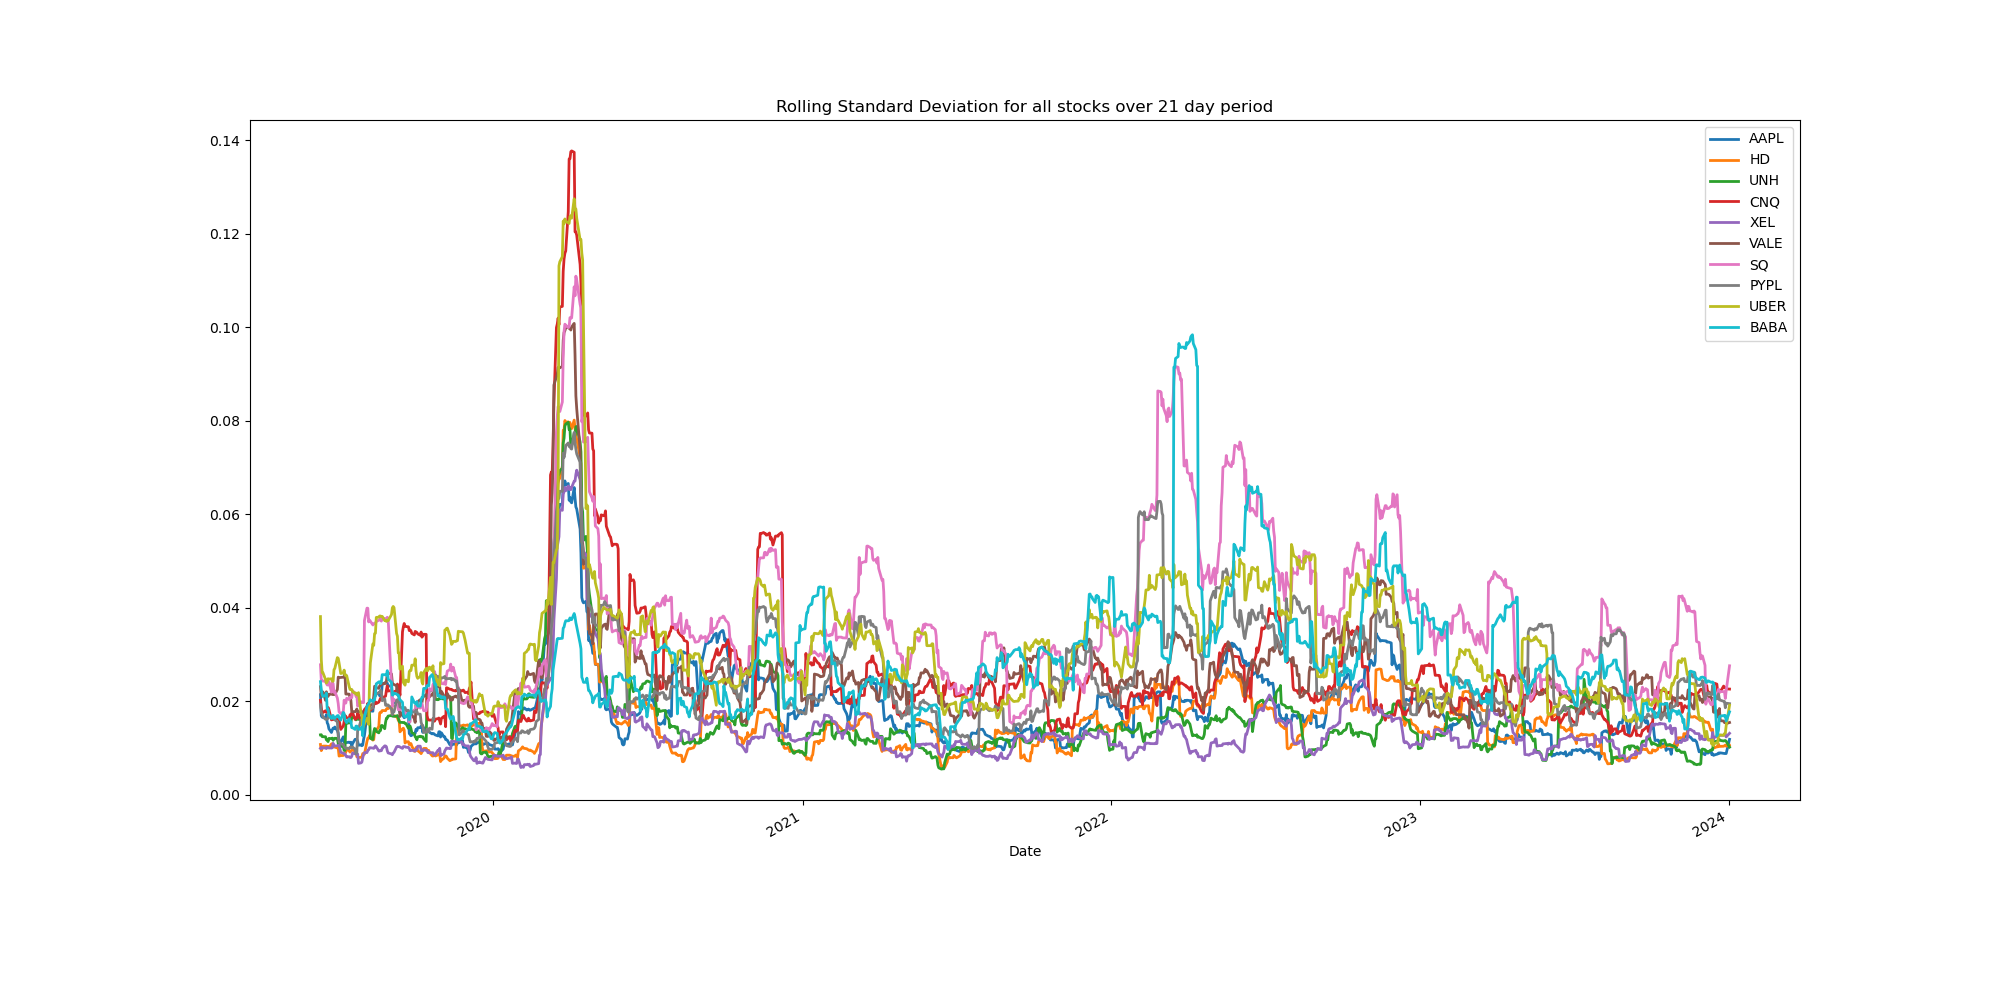 Rolling Standard Deviation for all stocks over 21 day period
0.14
0.12
0.10
0.08
0.06
0.04
0.02
0.00
AAPL
HD
UNH
CNQ
XEL
VALE
SQ
PYPL
UBER
BABA
2020
2021
2022
2023
2024
Date